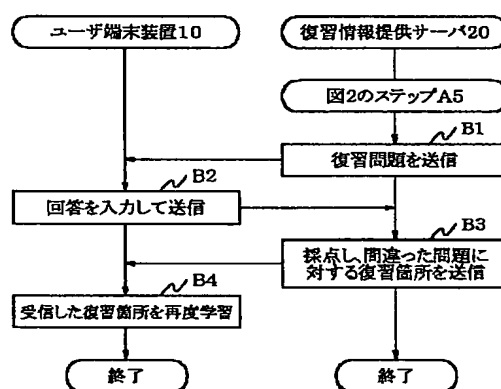 ユーザ端末装置10
復習情報提供サーバ20
図2のステップA5
B1
復習問題を送信
B2
回答を入力して送信
B3
採点し、間違った問題に
対する復習箇所を送信
B4
受信した復習箇所を再度学習
終了
終了